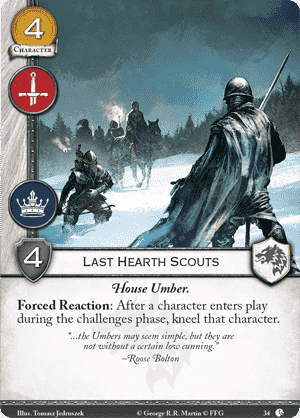 4
CHARACTER
4
LAST HEARTH SCOUTS
House Umber.
Forced Reaction: After a character enters play
during the challenges phase, kneel that character.
"...the Umbers may seem simple, but they are
not without a certain low cunning."
–Roose Bolton
Illus. Tomasz Jedruszek
© George R.R. Martin © FFG
34